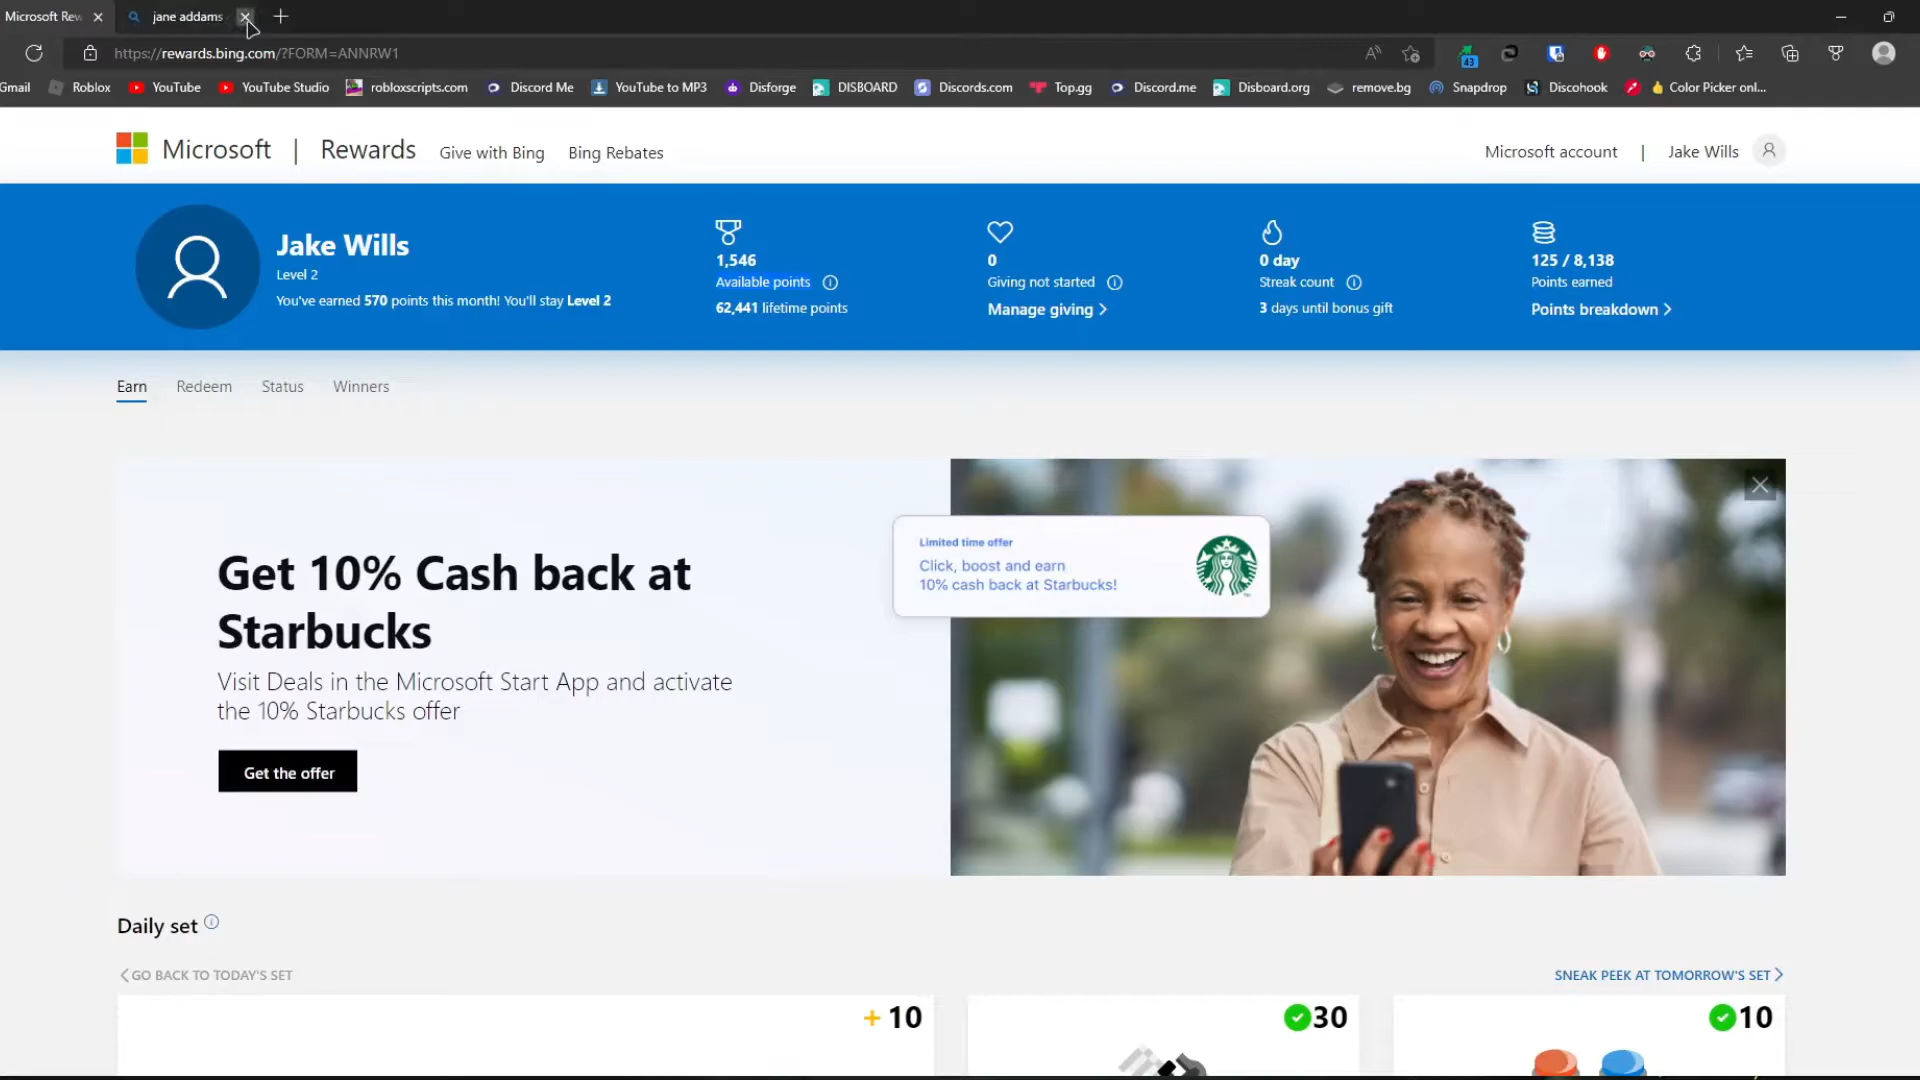 Microsoft Rew
jane addams
https://rewards.bing.com/?FORM=ANNRW1
43
Gmail
Roblox
YouTube
YouTube Studio
robloxscripts.com
Discord Me
YouTube to MP3
Disforge
DISBOARD
Discords.com
Top.gg
Discord.me
Disboard.org
remove.bg
Snapdrop
Discohook
Color Picker onl...
Microsoft | Rewards
Give with Bing
Bing Rebates
Microsoft account | Jake Wills
Jake Wills
Level 2
You've earned 570 points this month! You'll stay Level 2
1,546
Available points
62,441 lifetime points
0
Giving not started
Manage giving >
0 day
Streak count
3 days until bonus gift
125 / 8,138
Points earned
Points breakdown >
Earn
Redeem
Status
Winners
Get 10% Cash back at
Starbucks
Visit Deals in the Microsoft Start App and activate
the 10% Starbucks offer
Get the offer
Limited time offer
Click, boost and earn
10% cash back at Starbucks!
Daily set
< GO BACK TO TODAY'S SET
SNEAK PEEK AT TOMORROW'S SET >
+ 10
30
10